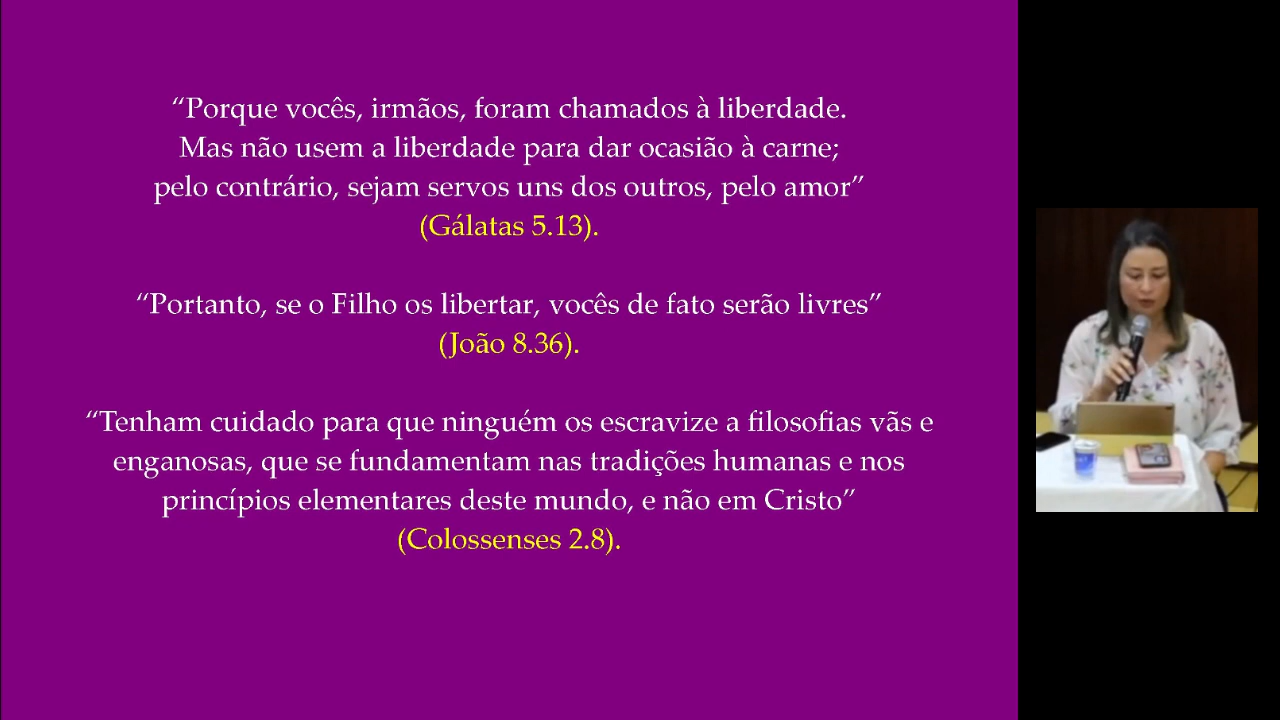 “Porque vocês, irmãos, foram chamados à liberdade.
Mas não usem a liberdade para dar ocasião à carne;
pelo contrário, sejam servos uns dos outros, pelo amor”
(Gálatas 5.13).
“Portanto, se o Filho os libertar, vocês de fato serão livres”
(João 8.36).
“Tenham cuidado para que ninguém os escravize a filosofias vãs e
enganosas, que se fundamentam nas tradições humanas e nos
princípios elementares deste mundo, e não em Cristo”
(Colossenses 2.8).